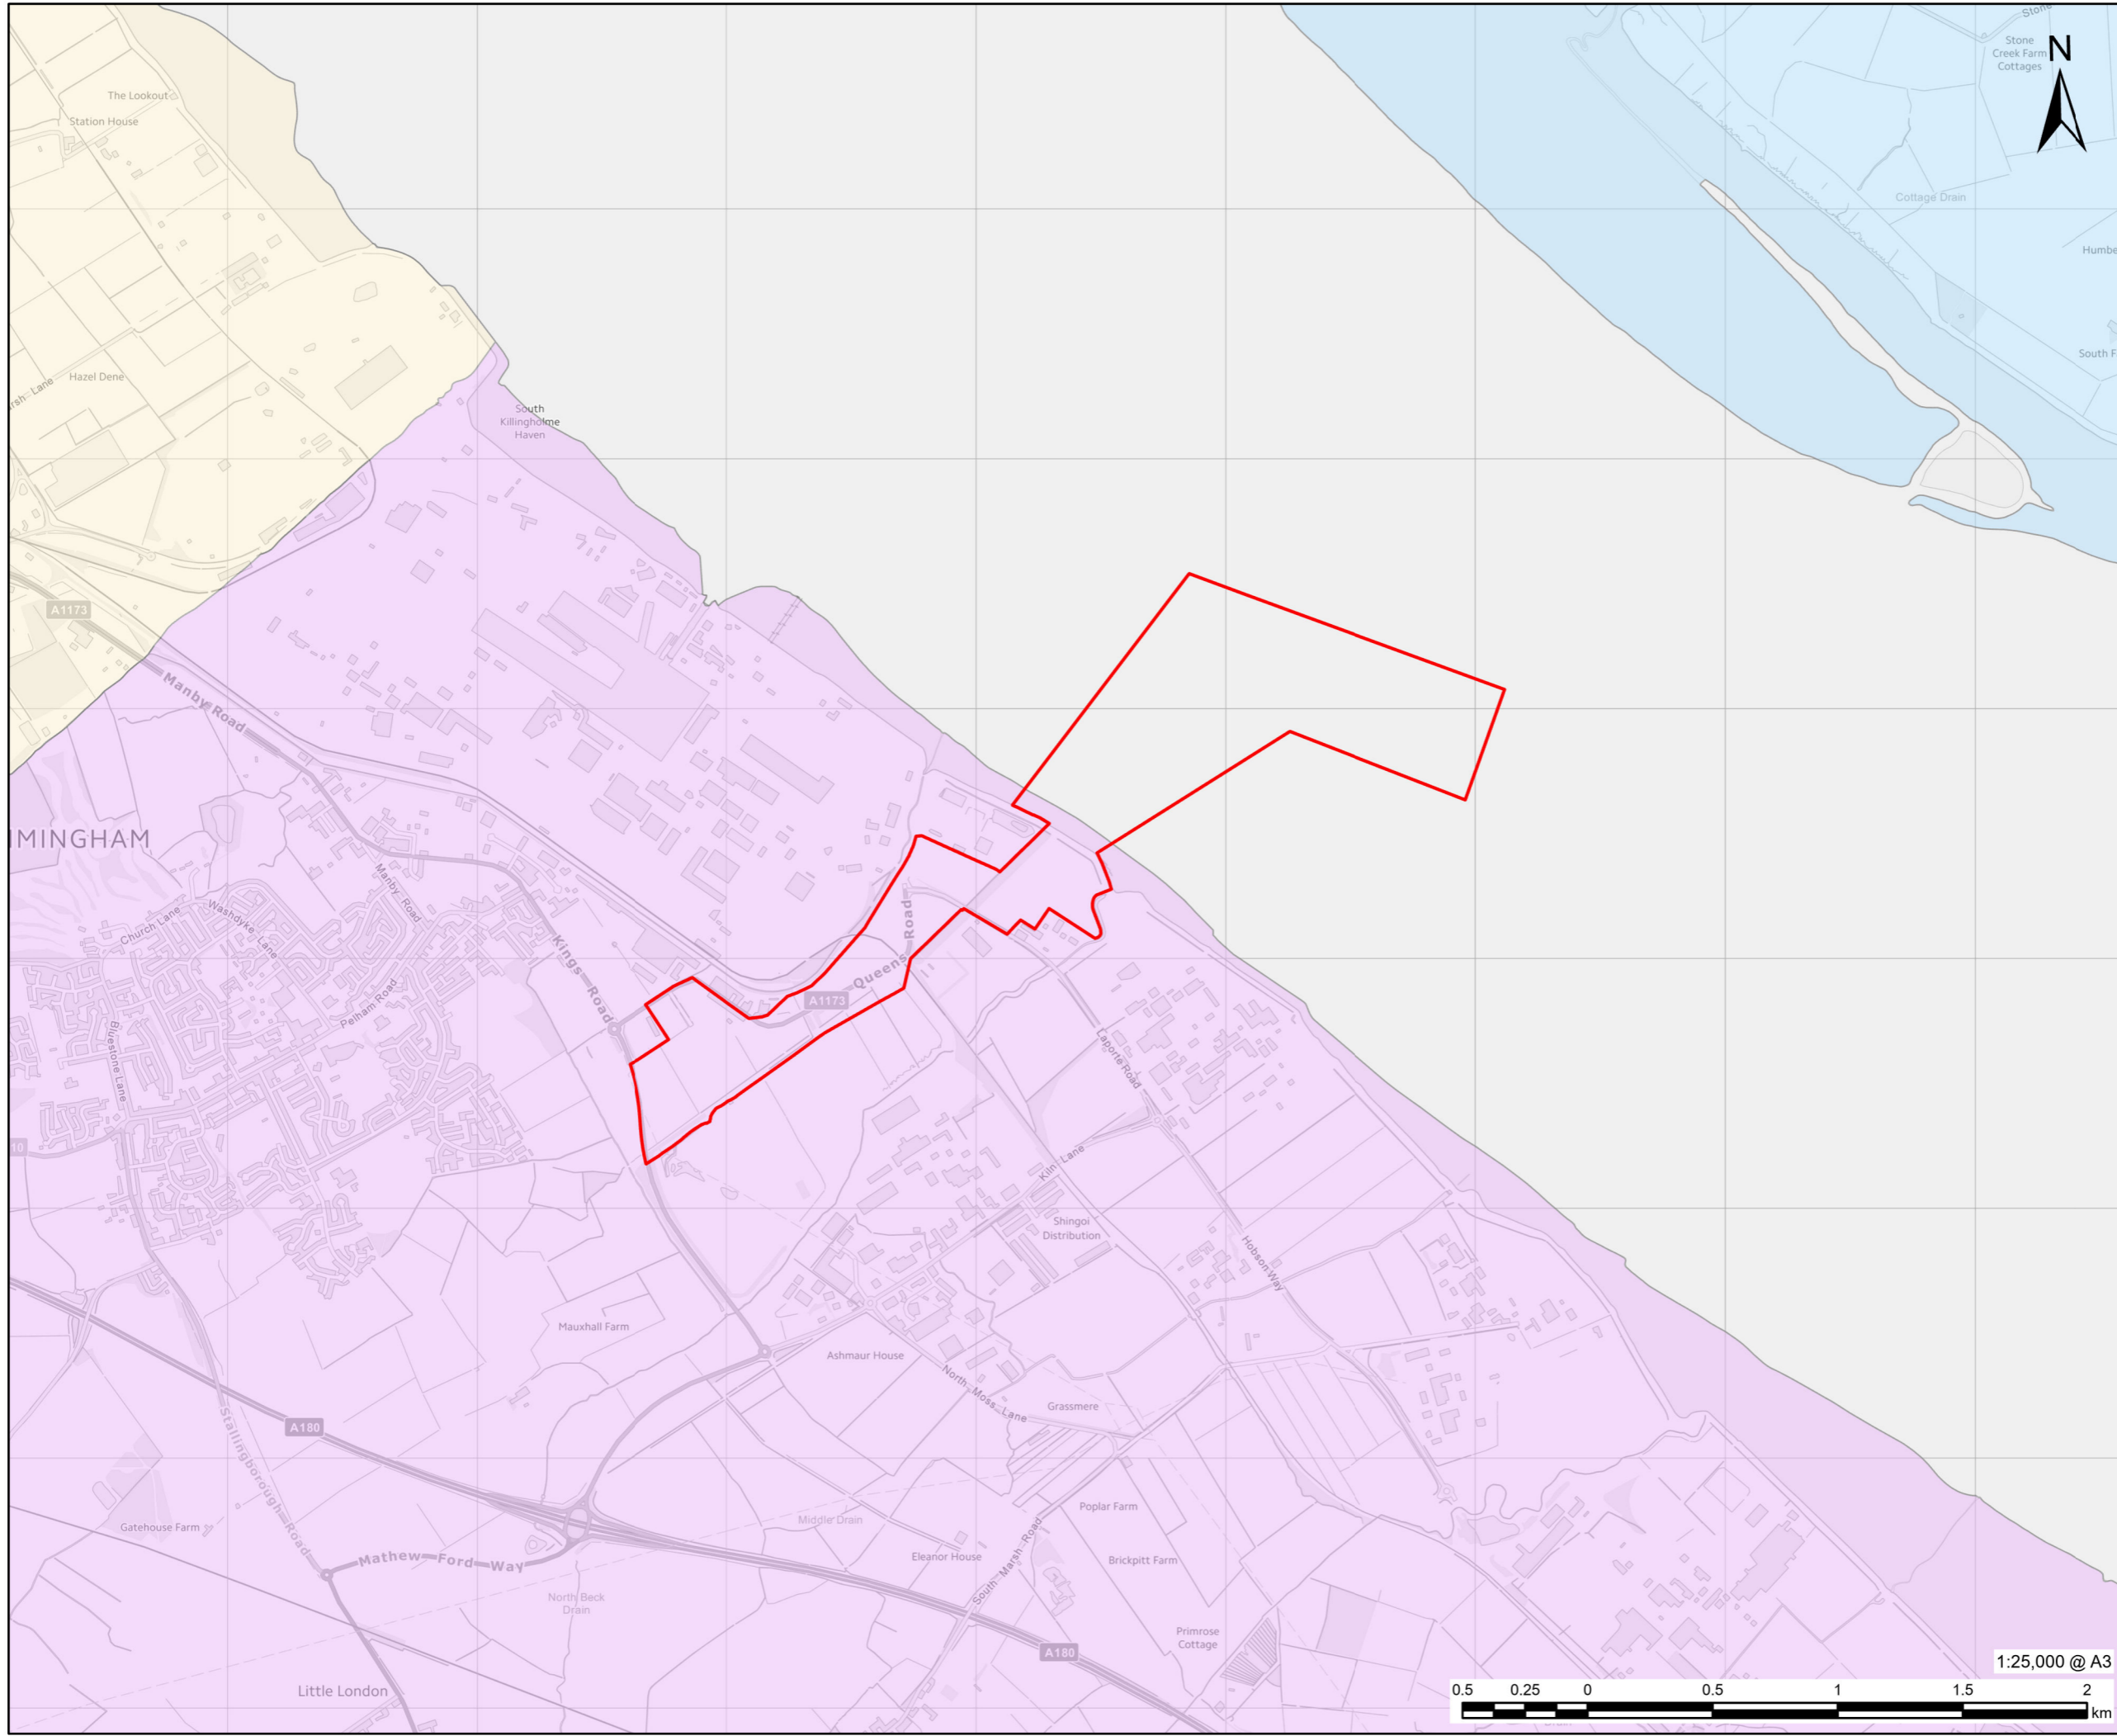 Stone
Stone
Creek Farm
Cottages
N
The Lookout
Station House
Cottage Drain
Humbe
South F
Hazel Dene
rsh Lane
South
Killingholme
Haven
A1173
Manby Road
MINGHAM
Manby Road
Church Lane
Washdyke Lane
Kings Road
Queens Road
Pelham Road
A1173
Bluestone Lane
Laporte Road
10
Kiln Lane
Shingoi
Distribution
Hobson Way
Mauxhall Farm
Ashmaur House
North Moss Lane
Grassmere
A180
Stallingborough Road
Gatehouse Farm
Middle Drain
Poplar Farm
Eleanor House
Brickpitt Farm
Mathew Ford Way
South Marsh Road
North Beck
Drain
Primrose
Cottage
A180
Little London
1:25,000 @ A3
0.5 0.25 0 0.5 1 1.5 2
km